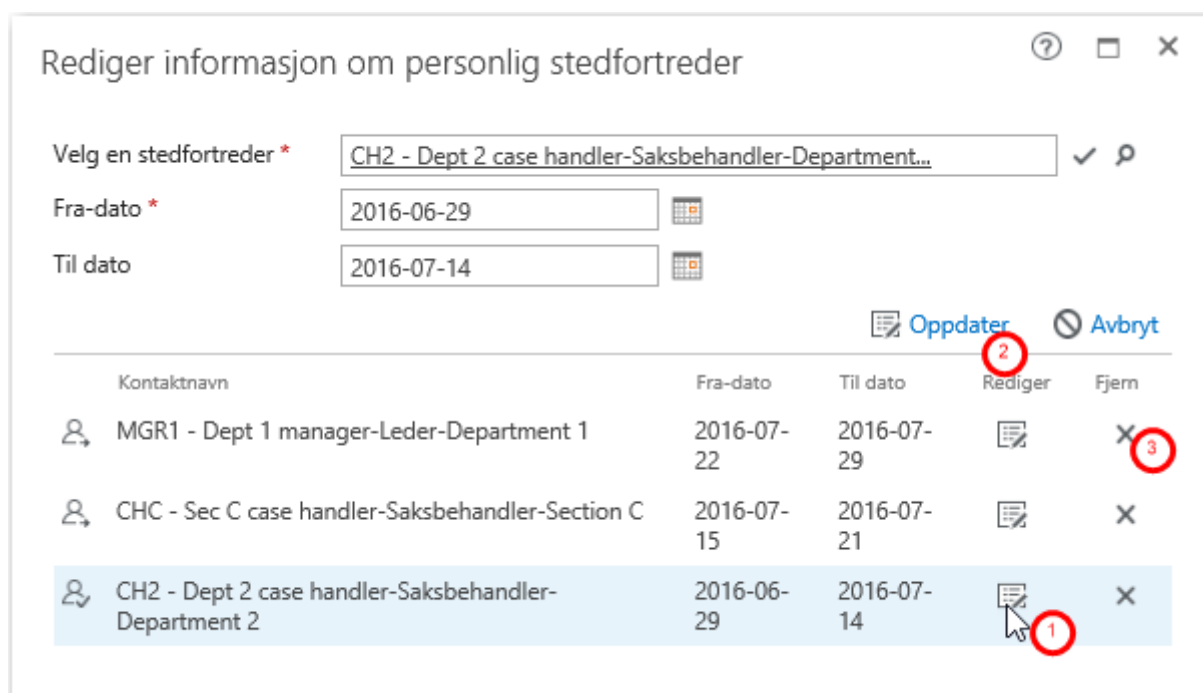 Rediger informasjon om personlig stedfortreder
Velg en stedfortreder *
CH2 - Dept 2 case handler-Saksbehandler-Department...
Fra-dato *
2016-06-29
Til dato
2016-07-14
Oppdater
Avbryt
2
Kontaktnavn Fra-dato Til dato Rediger Fjern
MGR1 - Dept 1 manager-Leder-Department 1 2016-07- 2016-07-
22 29
3
CHC - Sec C case handler-Saksbehandler-Section C 2016-07- 2016-07-
15 21
CH2 - Dept 2 case handler-Saksbehandler- 2016-06- 2016-07-
Department 2 29 14
1